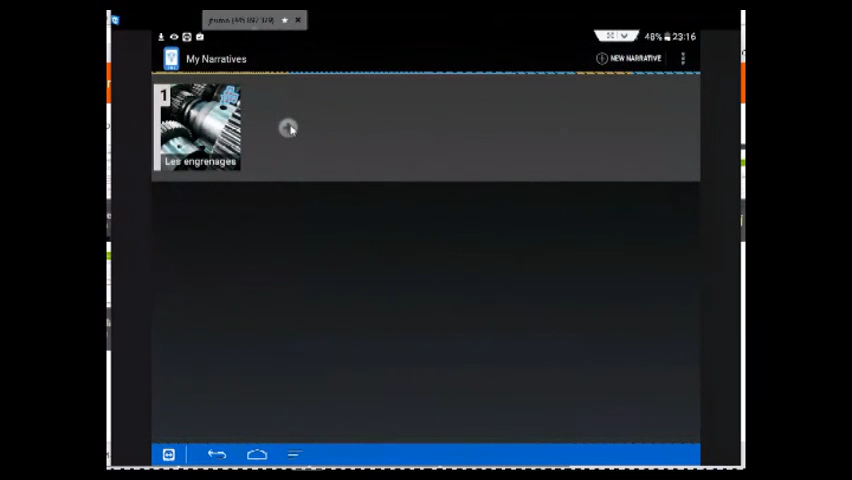 48% 23:16
My Narratives
NEW NARRATIVE
1
Les engrenages